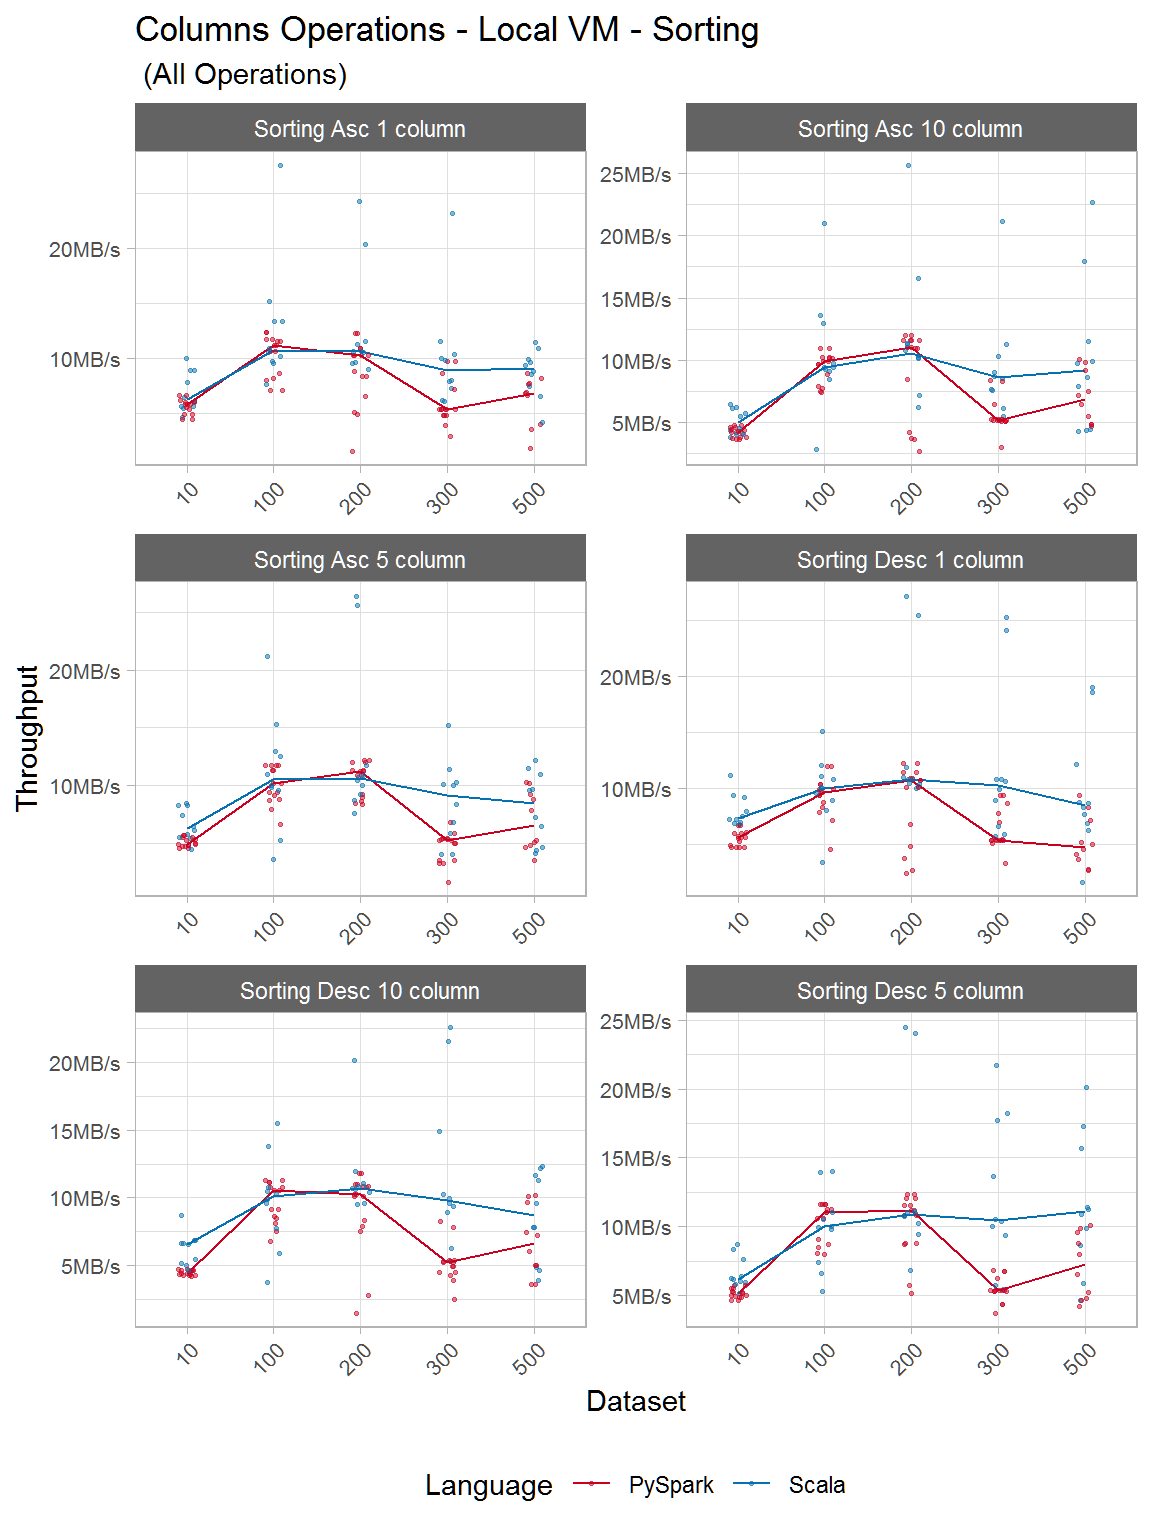 Columns Operations - Local VM - Sorting
(All Operations)
Throughput
Sorting Asc 1 column
20MB/s
10MB/s
10 100 200 300 500
Sorting Asc 10 column
25MB/s
20MB/s
15MB/s
10MB/s
5MB/s
10 100 200 300 500
Sorting Asc 5 column
20MB/s
10MB/s
10 100 200 300 500
Sorting Desc 1 column
20MB/s
10MB/s
10 100 200 300 500
Sorting Desc 10 column
20MB/s
15MB/s
10MB/s
5MB/s
10 100 200 300 500
Sorting Desc 5 column
25MB/s
20MB/s
15MB/s
10MB/s
5MB/s
10 100 200 300 500
Dataset
Language PySpark Scala